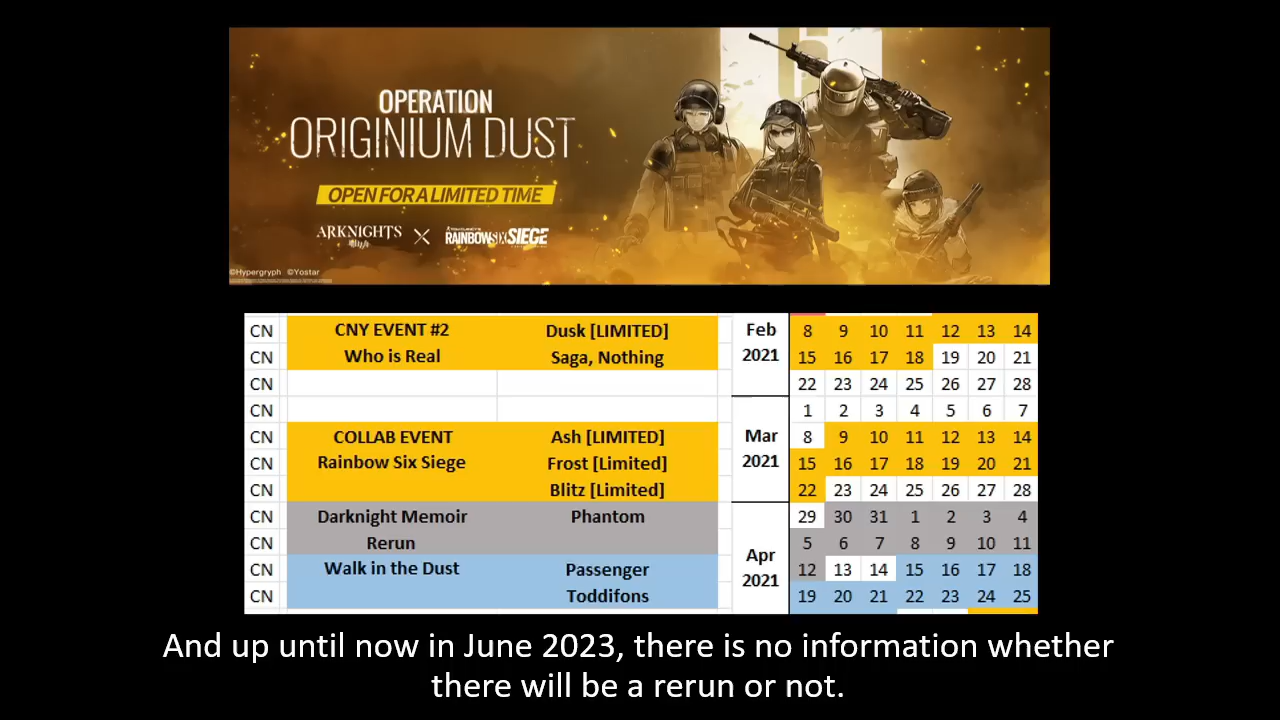 OPERATION
ORIGINIUM DUST
OPEN FOR A LIMITED TIME
ARKNIGHTS X RAINBOWSIX SIEGE
©Hypergryph ©Yostar
CN CNY EVENT #2 Dusk [LIMITED] Feb 8 9 10 11 12 13 14
CN Who is Real Saga, Nothing 2021 15 16 17 18 19 20 21
CN 22 23 24 25 26 27 28
CN 1 2 3 4 5 6 7
CN COLLAB EVENT Ash [LIMITED] Mar 8 9 10 11 12 13 14
CN Rainbow Six Siege Frost [Limited] 2021 15 16 17 18 19 20 21
CN Blitz [Limited] 22 23 24 25 26 27 28
CN Darknight Memoir Phantom 29 30 31 1 2 3 4
CN Rerun 5 6 7 8 9 10 11
CN Walk in the Dust Passenger Apr 12 13 14 15 16 17 18
CN Toddifons 2021 19 20 21 22 23 24 25
And up until now in June 2023, there is no information whether
there will be a rerun or not.